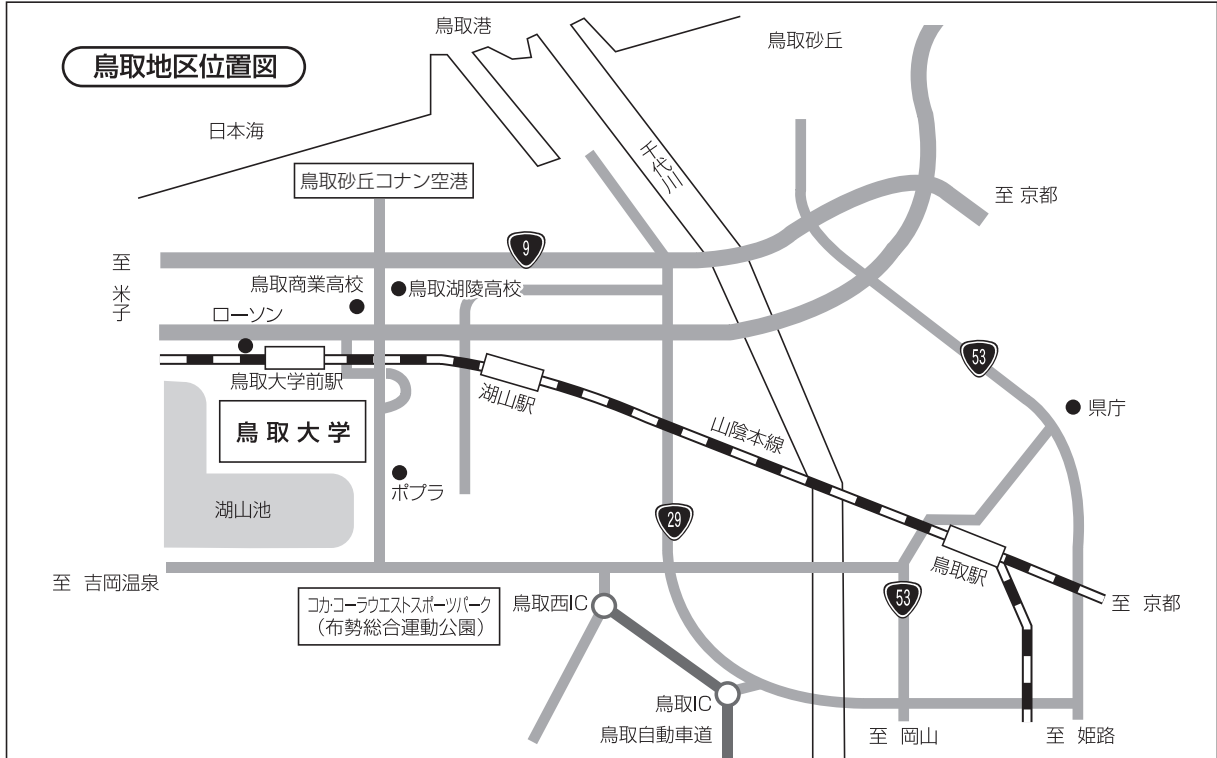 鳥取港
鳥取砂丘
鳥取地区位置図
日本海
千代川
鳥取砂丘コナン空港
至 京都
9
至 米子
鳥取商業高校
鳥取湖陵高校
ローソン
53
鳥取大学前駅
湖山駅
県庁
鳥取大学
山陰本線
ポプラ
湖山池
29
鳥取駅
至 吉岡温泉
コカ・コーラウエストスポーツパーク
（布勢総合運動公園）
鳥取西IC
53
至 京都
鳥取IC
鳥取自動車道
至 岡山
至 姫路